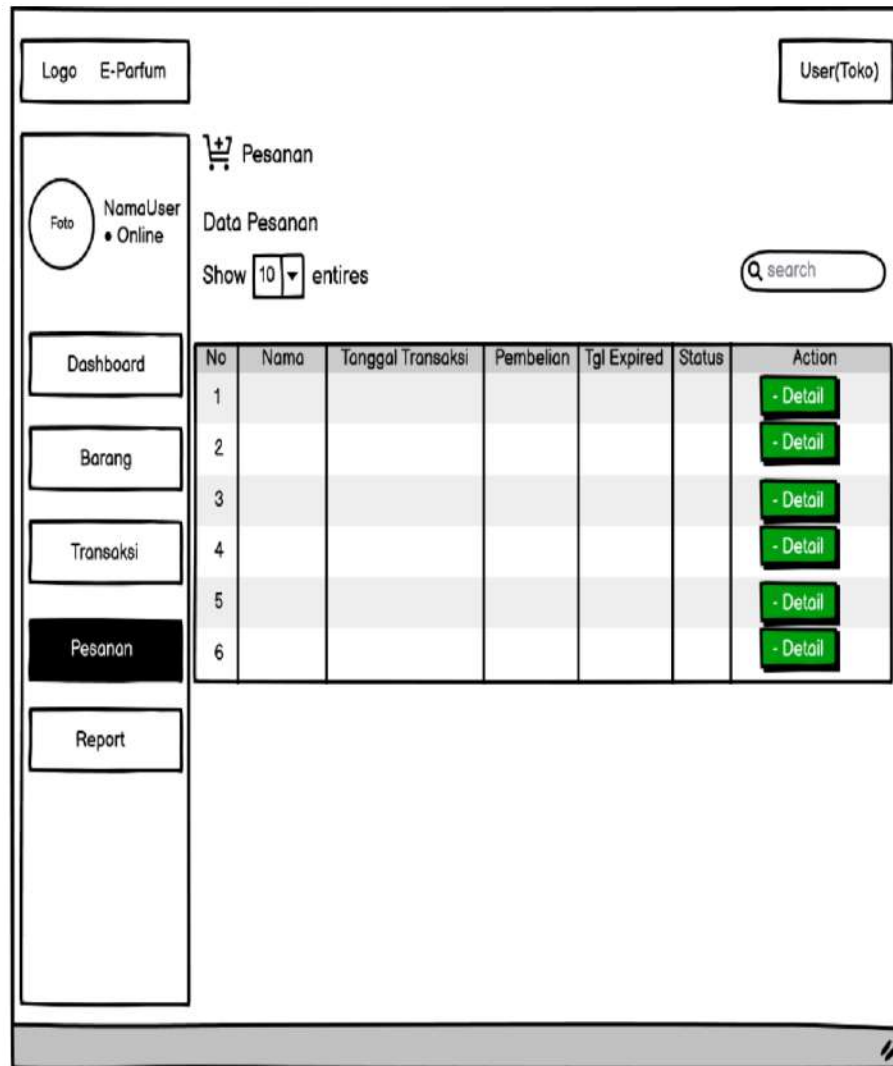 Logo E-Parfum
User(Toko)
Foto
NamaUser
• Online
Dashboard
Barang
Transaksi
Pesanan
Report
Pesanan
Data Pesanan
Show 10 entires
search
No Nama Tanggal Transaksi Pembelian Tgl Expired Status Action
1 - Detail
2 - Detail
3 - Detail
4 - Detail
5 - Detail
6 - Detail